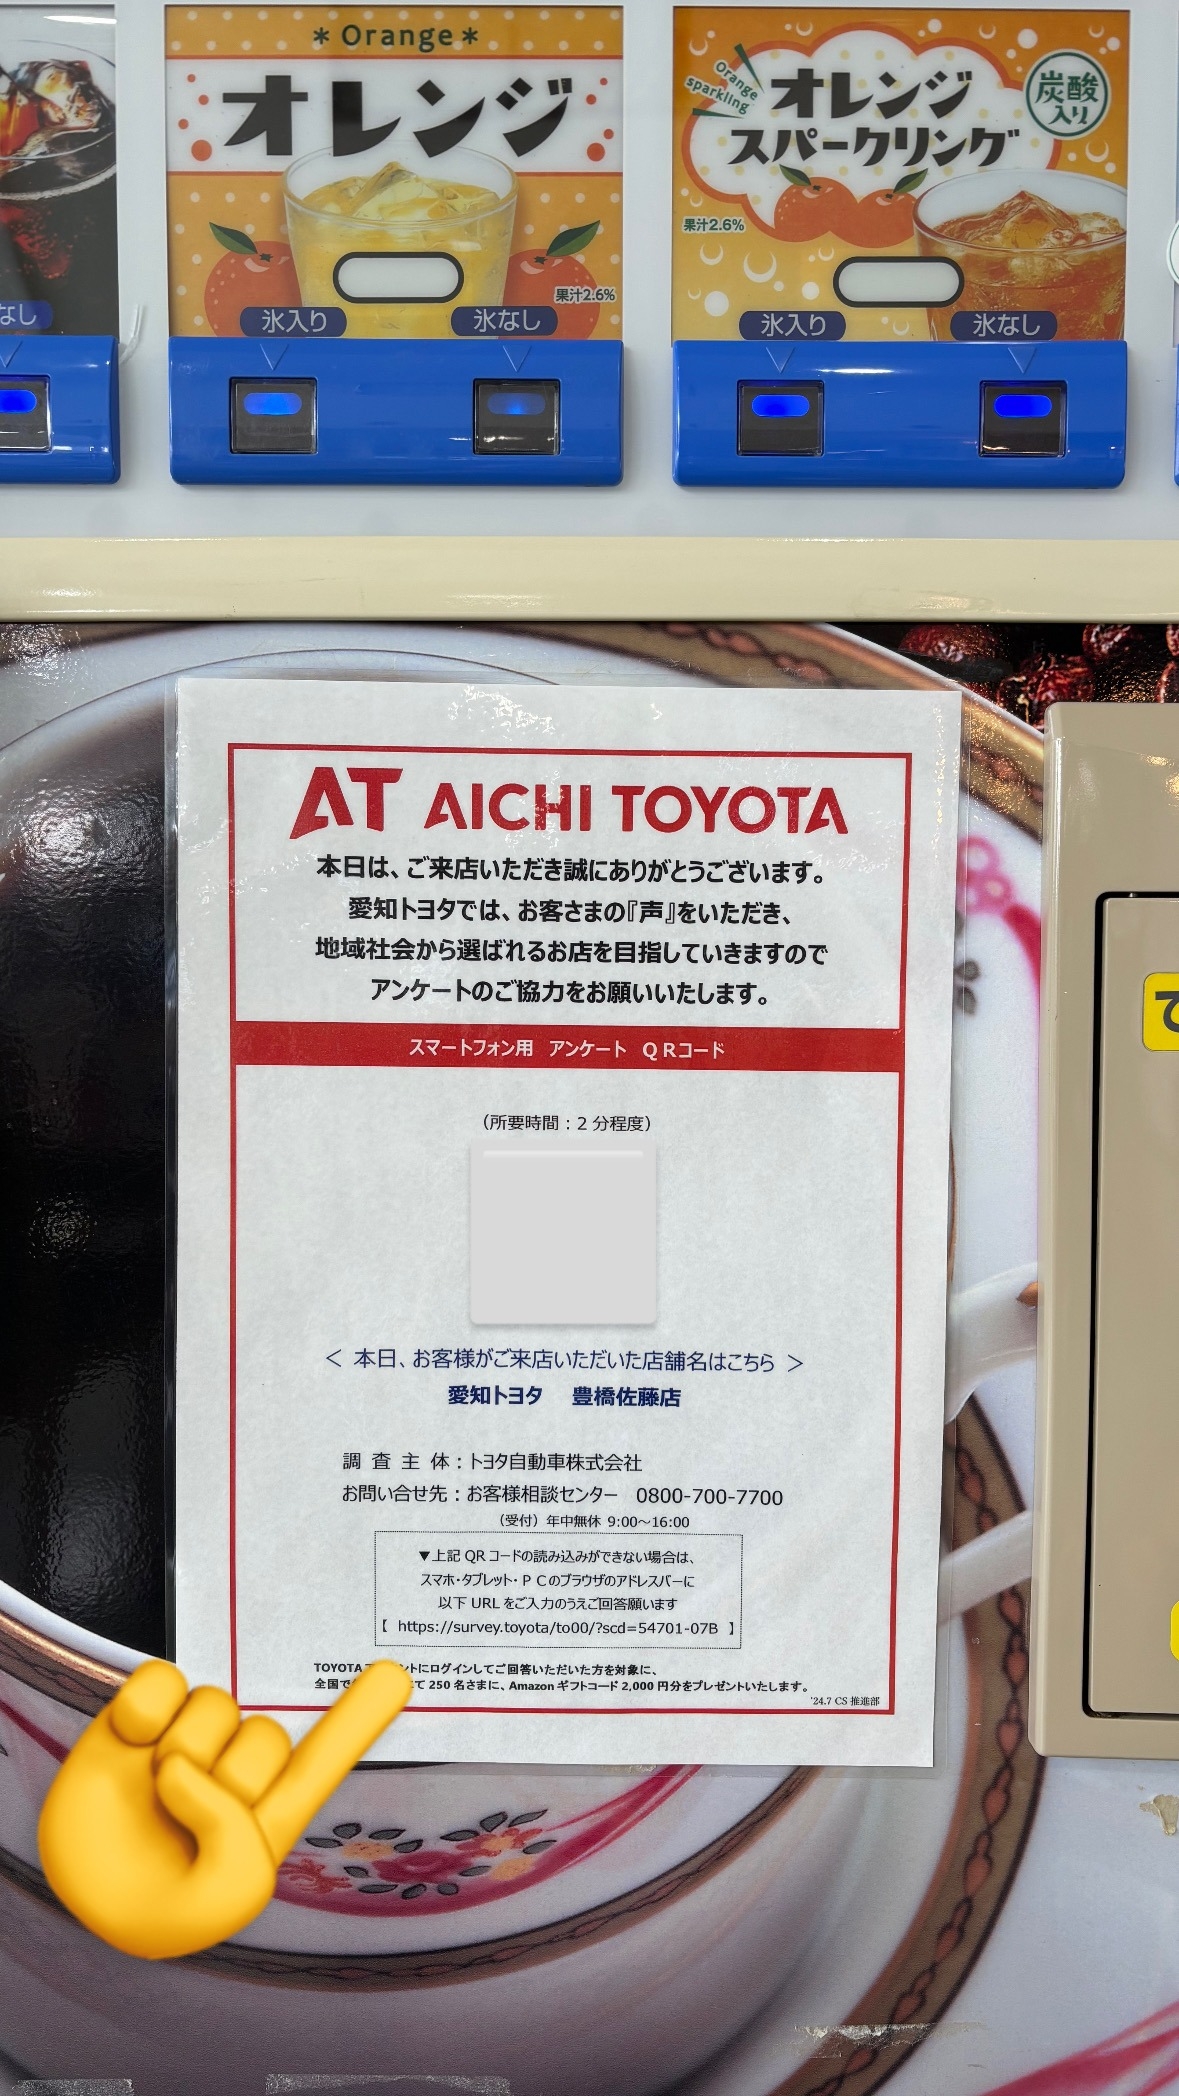 * Orange *
オレンジ
果汁2.6%
氷入り
氷なし
Orange
sparkling
オレンジ
スパークリング
炭酸
入り
果汁2.6%
氷入り
氷なし
なし
AT AICHI TOYOTA
本日は、ご来店いただき誠にありがとうございます。
愛知トヨタでは、お客さまの『声』をいただき、
地域社会から選ばれるお店を目指していきますので
アンケートのご協力をお願いいたします。
スマートフォン用 アンケート QRコード
（所要時間：2 分程度）
＜ 本日、お客様がご来店いただいた店舗名はこちら ＞
愛知トヨタ 豊橋佐藤店
調 査 主 体：トヨタ自動車株式会社
お問い合せ先：お客様相談センター 0800-700-7700
（受付）年中無休 9:00～16:00
▼上記 QRコードの読み込みができない場合は、
スマホ・タブレット・ＰＣのブラウザのアドレスバーに
以下 URL をご入力のうえご回答願います
【 https://survey.toyota/to00/?scd=54701-07B 】
TOYOTA ントにログインしてご回答いただいた方を対象に、
全国で て 250 名さまに、Amazon ギフトコード 2,000 円分をプレゼントいたします。
'24.7 CS 推進部
て